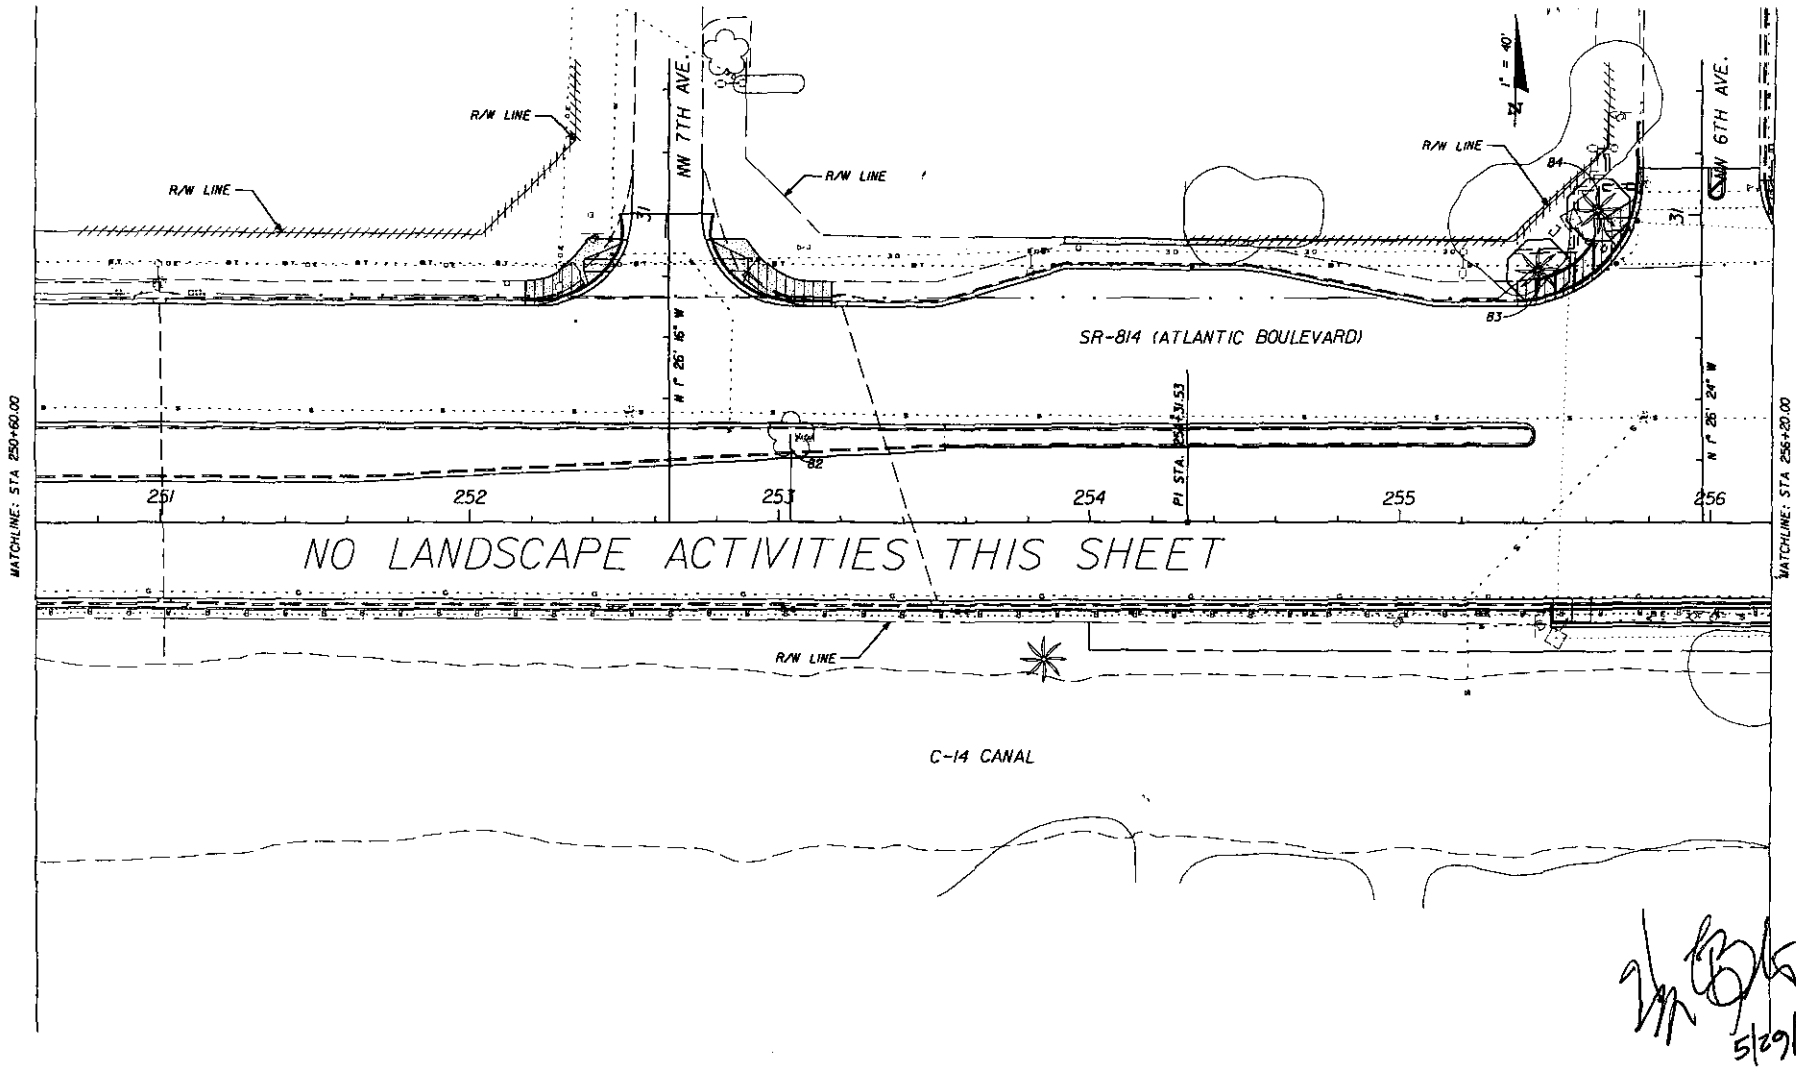 1" = 40'
N
R/W LINE
R/W LINE
R/W LINE
R/W LINE
NW 7TH AVE.
NW 6TH AVE.
84
31
31
83
SR-814 (ATLANTIC BOULEVARD)
N 1° 26' 16" W
N 1° 26' 24" W
PI STA. 254+31.53
82
MATCHLINE: STA 250+60.00
MATCHLINE: STA 256+20.00
251 252 253 254 255 256
NO LANDSCAPE ACTIVITIES THIS SHEET
R/W LINE
C-14 CANAL
5/29/